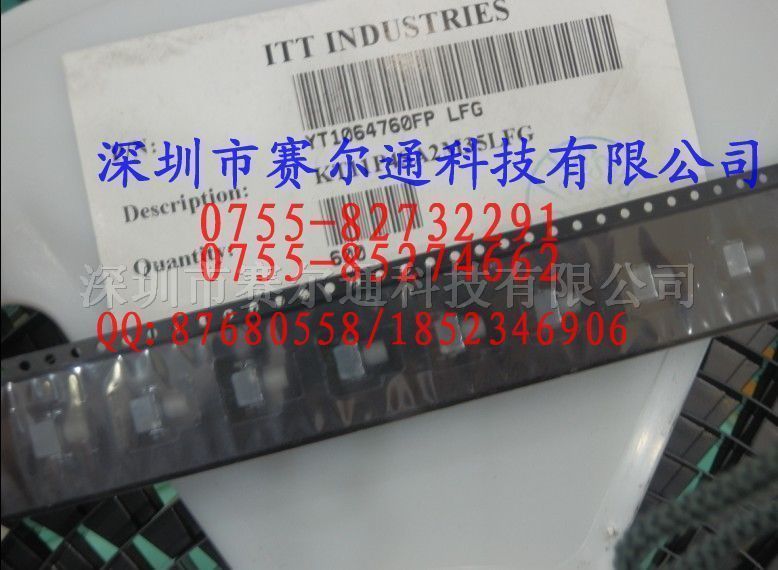 ITT INDUSTRIES
YT1064760FP LFG
深圳市赛尔通科技有限公司
Description:
0755-82732291
Quantity:
0755-85274662
深圳市赛尔通科技有限公司
QQ: 87680558/1852346906